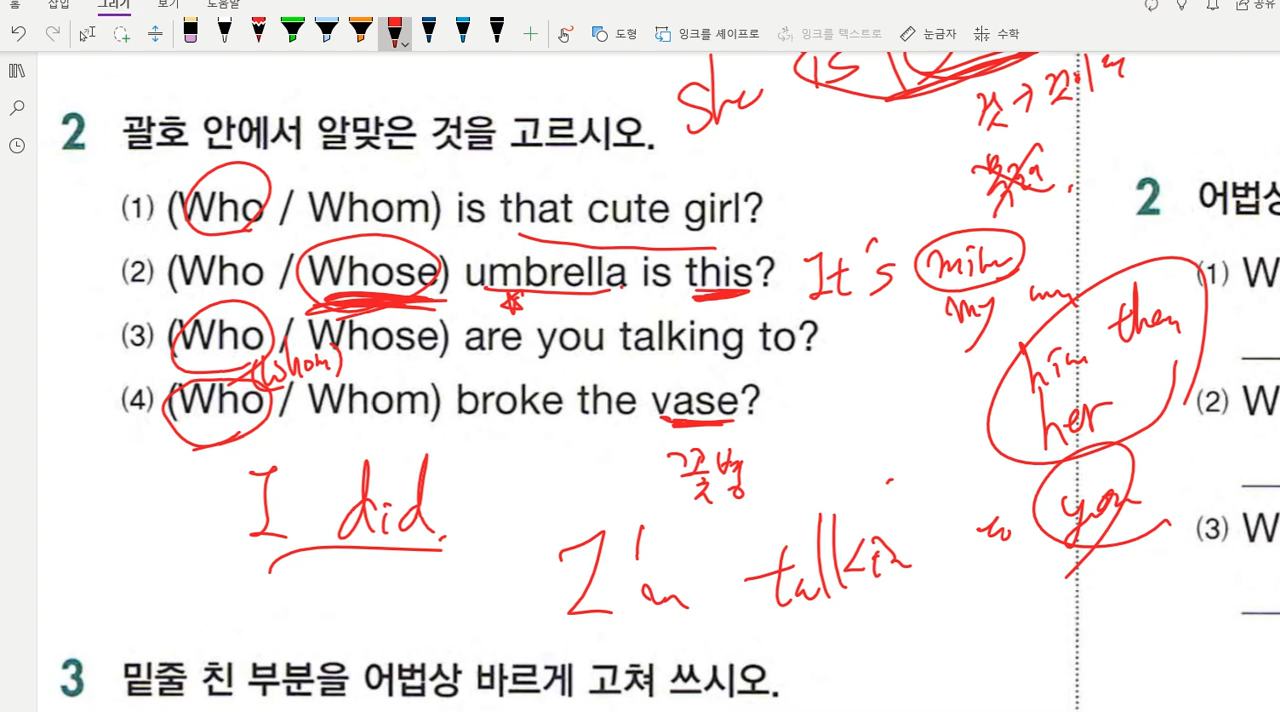 홈 삽입 그리기 보기 도움말 공유
도형 잉크를 셰이프로 잉크를 텍스트로 눈금자 수학
She is
2 괄호 안에서 알맞은 것을 고르시오.
(1) (Who / Whom) is that cute girl?
(2) (Who / Whose) umbrella is this? It's mine
my
(3) (Who / Whose) are you talking to?
(whom)
him them
her
(4) (Who / Whom) broke the vase?
꽃병
I did.
I'm talkin to you
3 밑줄 친 부분을 어법상 바르게 고쳐 쓰시오.
2 어법상
(1) W
(2) W
(3) W